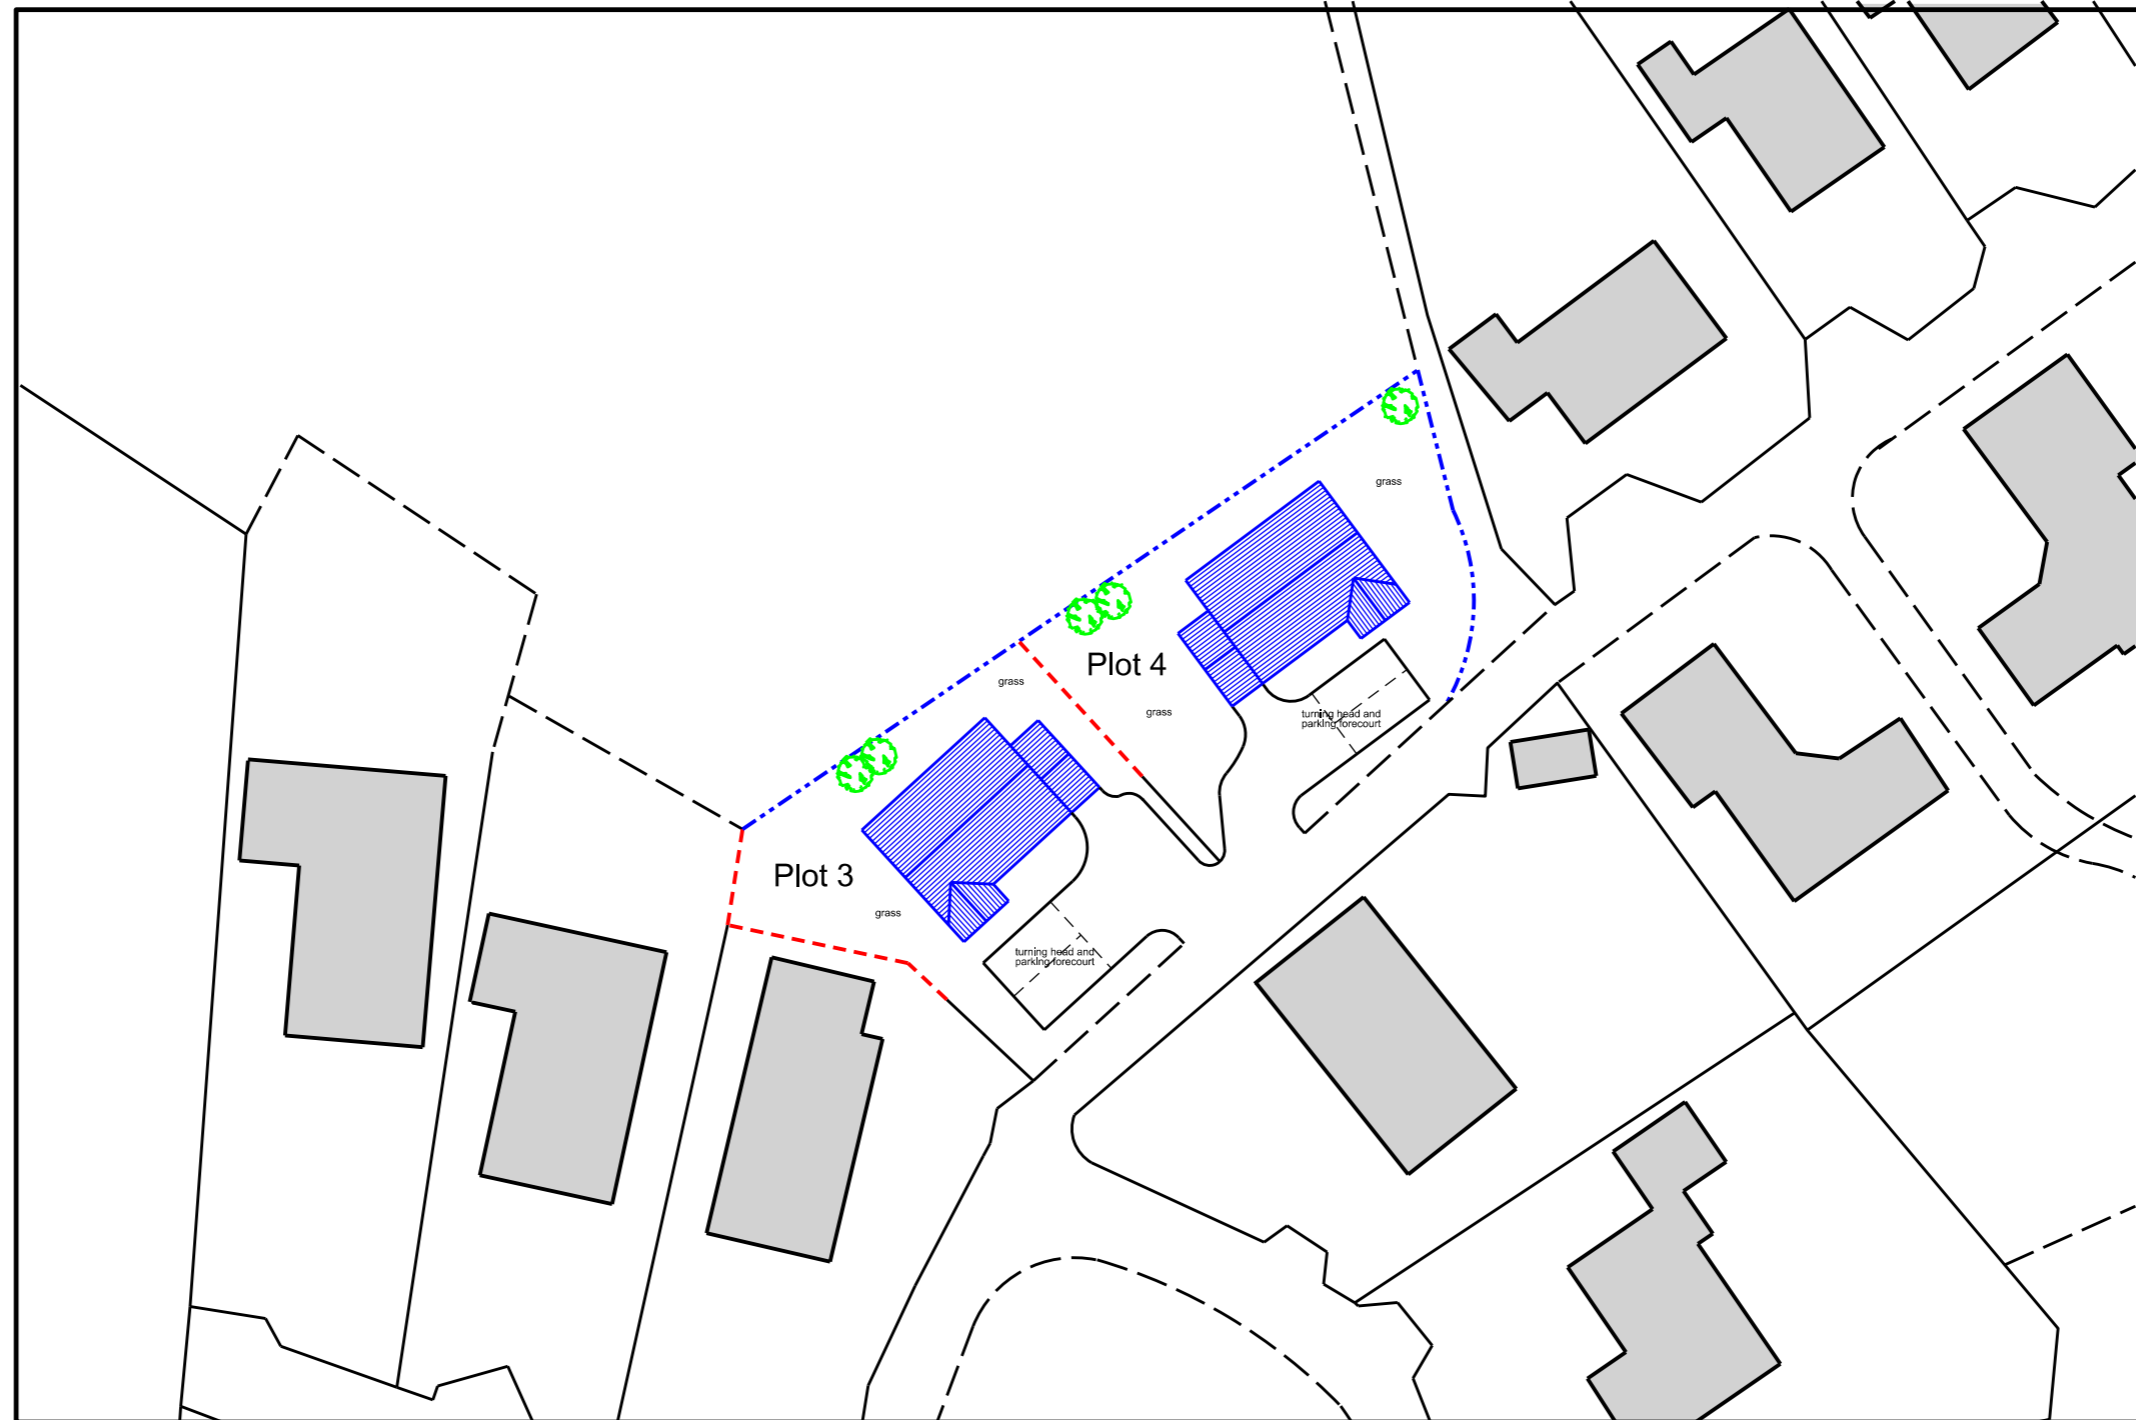 grass
grass
Plot 4
grass
turning head and
parking forecourt
Plot 3
grass
turning head and
parking forecourt